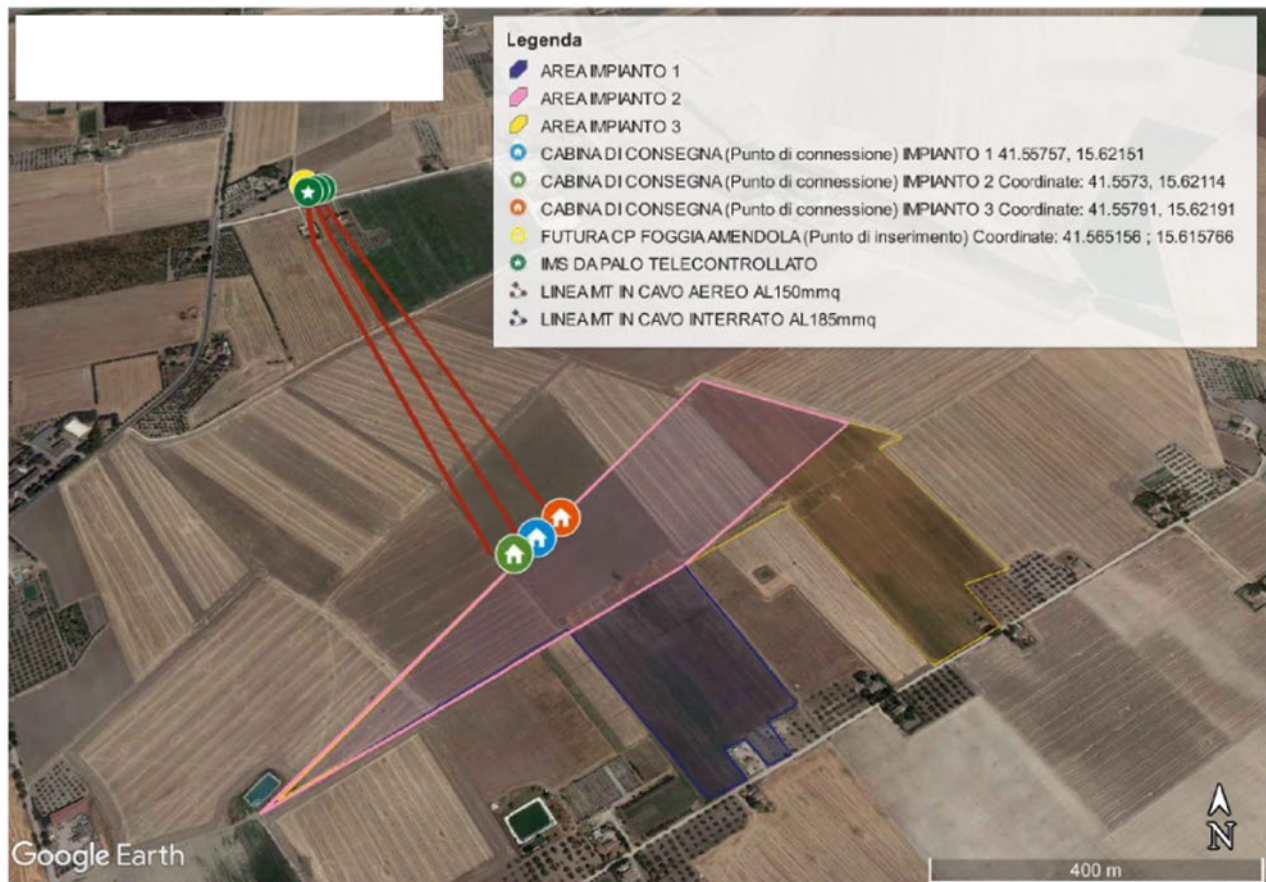 Legenda
AREA IMPIANTO 1
AREA IMPIANTO 2
AREA IMPIANTO 3
CABINA DI CONSEGNA (Punto di connessione) IMPIANTO 1 41.55757, 15.62151
CABINA DI CONSEGNA (Punto di connessione) IMPIANTO 2 Coordinate: 41.5573, 15.62114
CABINA DI CONSEGNA (Punto di connessione) IMPIANTO 3 Coordinate: 41.55791, 15.62191
FUTURA CP FOGGIA AMENDOLA (Punto di inserimento) Coordinate: 41.565156 ; 15.615766
IMS DA PALO TELECONTROLLATO
LINEA MT IN CAVO AEREO AL150mmq
LINEA MT IN CAVO INTERRATO AL185mmq
N
Google Earth
400 m